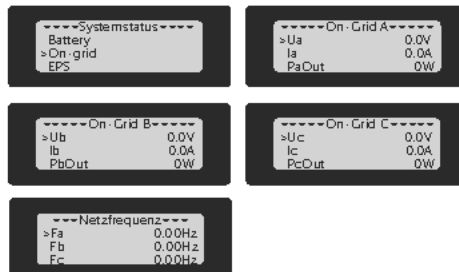 -----Systemstatus-----
Battery
>On-grid
EPS
-----On-Grid A-----
>Ua 0.0V
Ia 0.0A
PaOut 0W
-----On-Grid B-----
>Ub 0.0V
Ib 0.0A
PbOut 0W
-----On-Grid C-----
>Uc 0.0V
Ic 0.0A
PcOut 0W
---Netzfrequenz---
>Fa 0.00Hz
Fb 0.00Hz
Fc 0.00Hz